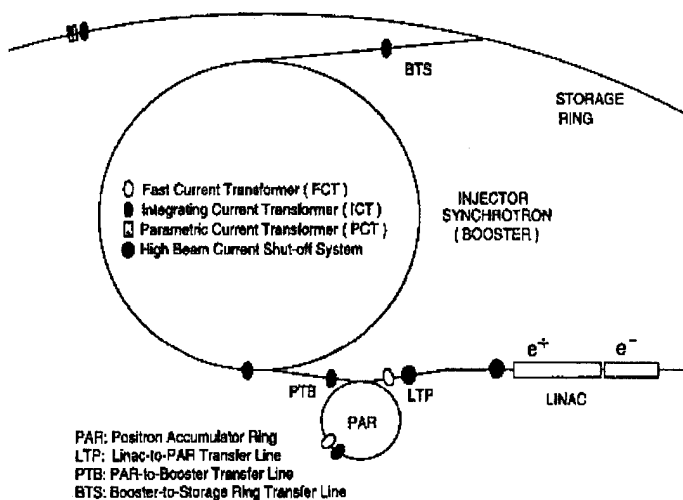 BTS
STORAGE
RING
Fast Current Transformer ( FCT )
Integrating Current Transformer ( ICT )
Parametric Current Transformer ( PCT )
High Beam Current Shut-off System
INJECTOR
SYNCHROTRON
( BOOSTER )
e+ e-
PTB LTP LINAC
PAR
PAR: Positron Accumulator Ring
LTP: Linac-to-PAR Transfer Line
PTB: PAR-to-Booster Transfer Line
BTS: Booster-to-Storage Ring Transfer Line